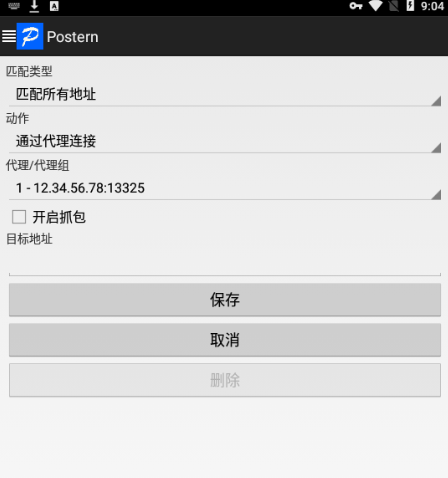 9:04
Postern
匹配类型
匹配所有地址
动作
通过代理连接
代理/代理组
1 - 12.34.56.78:13325
开启抓包
目标地址
保存
取消
删除